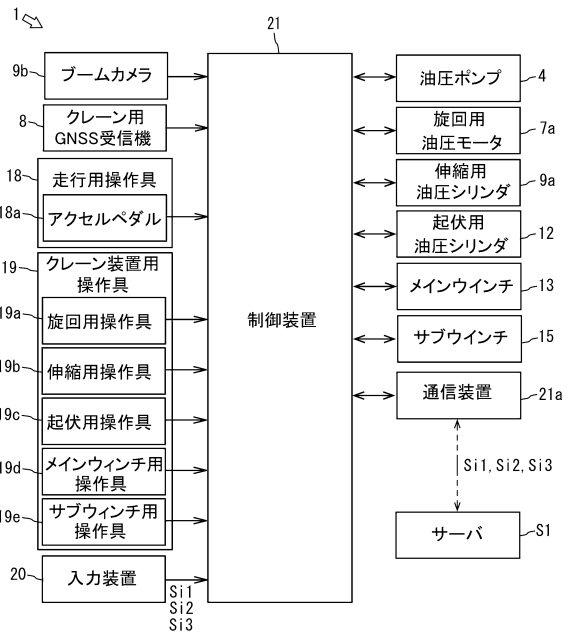 1
21
9b
ブームカメラ
8
クレーン用
GNSS受信機
18
走行用操作具
18a
アクセルペダル
19
クレーン装置用
操作具
19a
旋回用操作具
19b
伸縮用操作具
19c
起伏用操作具
19d
メインウィンチ用
操作具
19e
サブウィンチ用
操作具
20
入力装置
Si1
Si2
Si3
制御装置
油圧ポンプ
4
旋回用
油圧モータ
7a
伸縮用
油圧シリンダ
9a
起伏用
油圧シリンダ
12
メインウインチ
13
サブウインチ
15
通信装置
21a
Si1, Si2, Si3
サーバ
S1